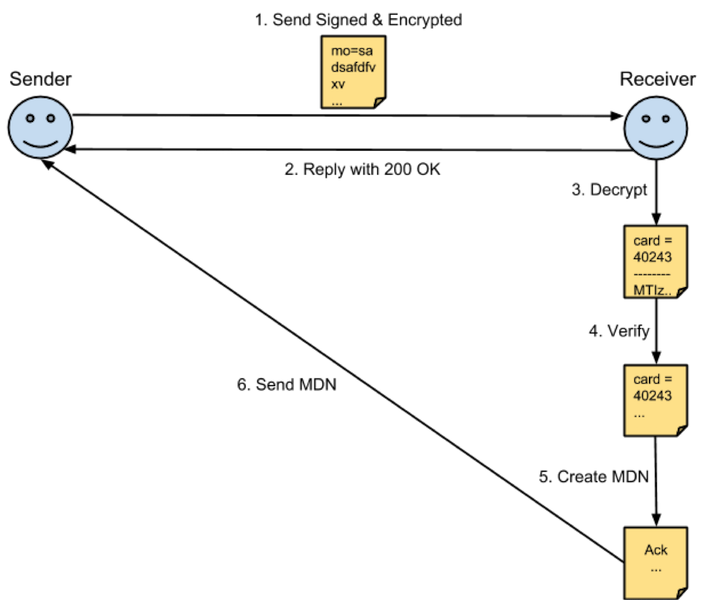 1. Send Signed & Encrypted
mo=sa
dsafdfv
xv
...
Sender
Receiver
2. Reply with 200 OK
3. Decrypt
card =
40243
--------
MTIz..
4. Verify
card =
40243
...
6. Send MDN
5. Create MDN
Ack
...